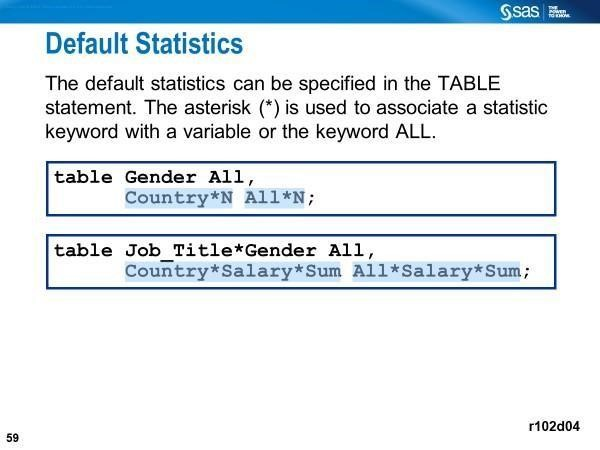 sas THE POWER TO KNOW.
Default Statistics
The default statistics can be specified in the TABLE
statement. The asterisk (*) is used to associate a statistic
keyword with a variable or the keyword ALL.
table Gender All,
Country*N All*N;
table Job_Title*Gender All,
Country*Salary*Sum All*Salary*Sum;
r102d04
59